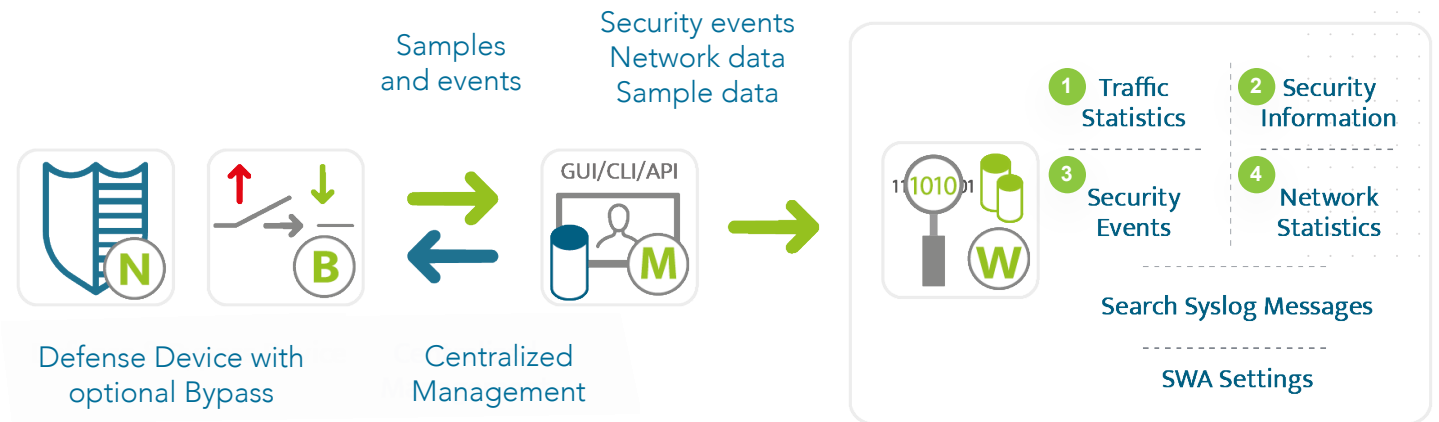 Samples
and events
Security events
Network data
Sample data
N
B
GUI/CLI/API
M
Defense Device with
optional Bypass
Centralized
Management
11101001
W
1 Traffic
Statistics
2 Security
Information
3 Security
Events
4 Network
Statistics
Search Syslog Messages
SWA Settings